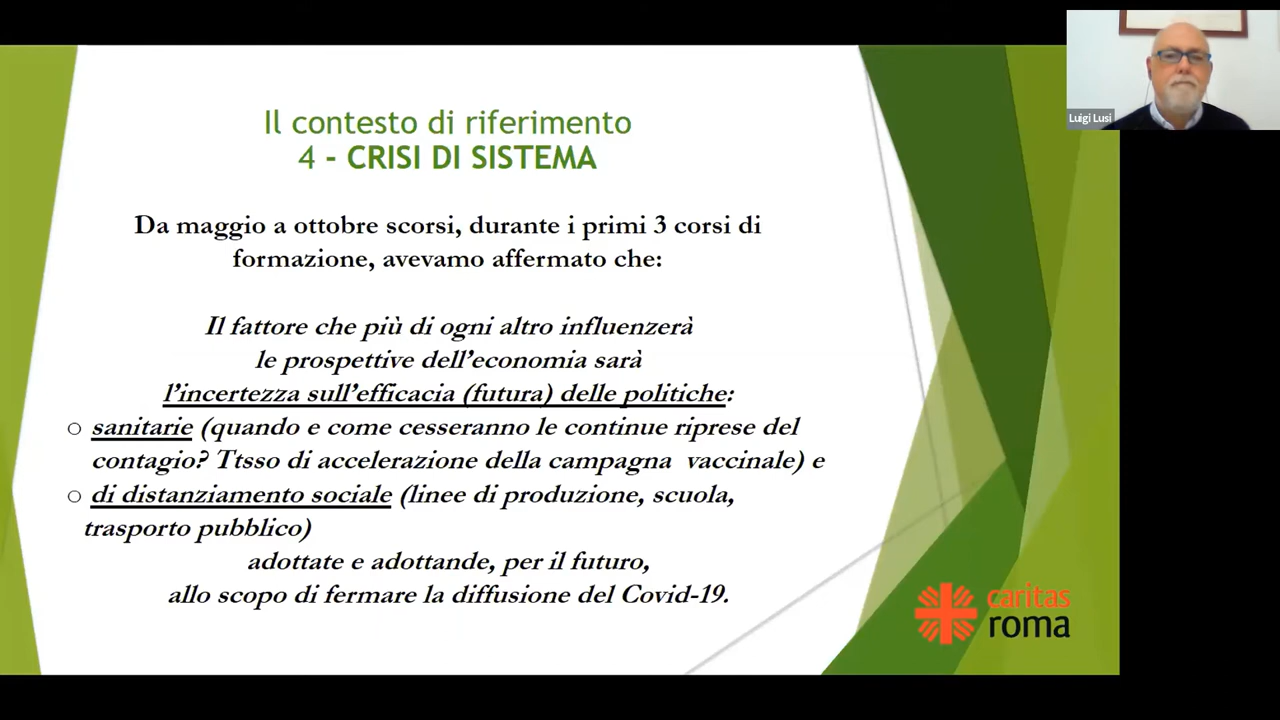 Il contesto di riferimento
4 - CRISI DI SISTEMA
Da maggio a ottobre scorsi, durante i primi 3 corsi di
formazione, avevamo affermato che:
Il fattore che più di ogni altro influenzerà
le prospettive dell'economia sarà
l'incertezza sull'efficacia (futura) delle politiche:
o sanitarie (quando e come cesseranno le continue riprese del
contagio? Ttsso di accelerazione della campagna vaccinale) e
o di distanziamento sociale (linee di produzione, scuola,
trasporto pubblico)
adottate e adottande, per il futuro,
allo scopo di fermare la diffusione del Covid-19.
caritas
roma
Luigi Lusi